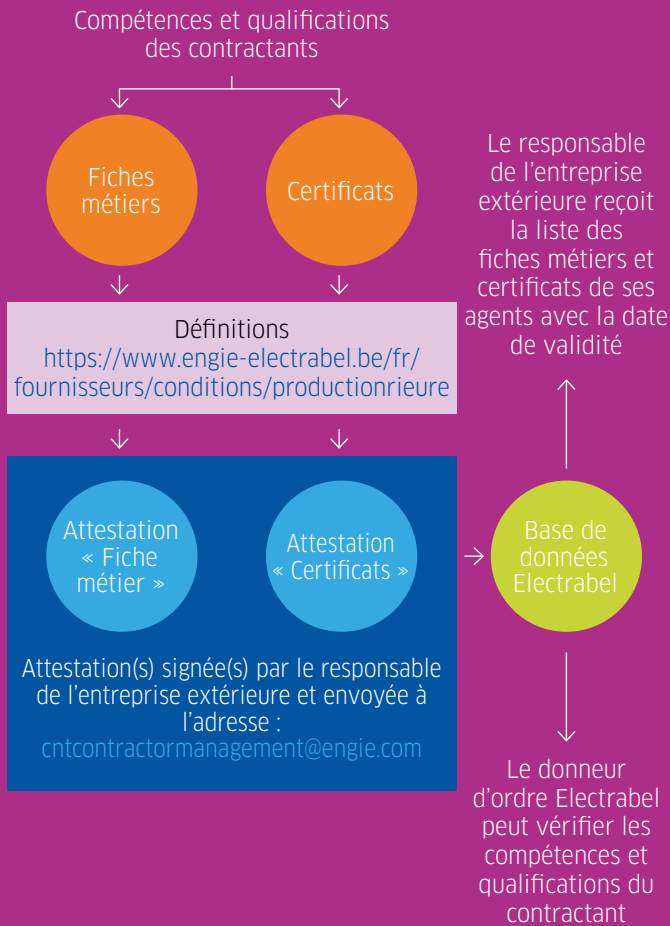 Compétences et qualifications
des contractants
Fiches
métiers
Certificats
Définitions
https://www.engie-electrabel.be/fr/
fournisseurs/conditions/productionrieure
Attestation
« Fiche
métier »
Attestation
« Certificats »
Attestation(s) signée(s) par le responsable
de l'entreprise extérieure et envoyée à
l'adresse :
cntcontractormanagement@engie.com
Base de
données
Electrabel
Le responsable
de l'entreprise
extérieure reçoit
la liste des
fiches métiers et
certificats de ses
agents avec la date
de validité
Le donneur
d'ordre Electrabel
peut vérifier les
compétences et
qualifications du
contractant